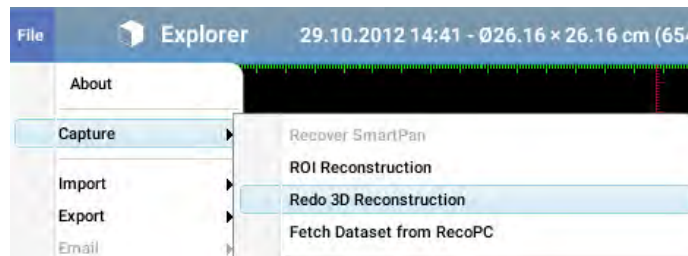 File Explorer 29.10.2012 14:41 - Ø26.16 × 26.16 cm (654
About
Capture
Recover SmartPan
ROI Reconstruction
Import
Redo 3D Reconstruction
Export
Fetch Dataset from RecoPC
Email